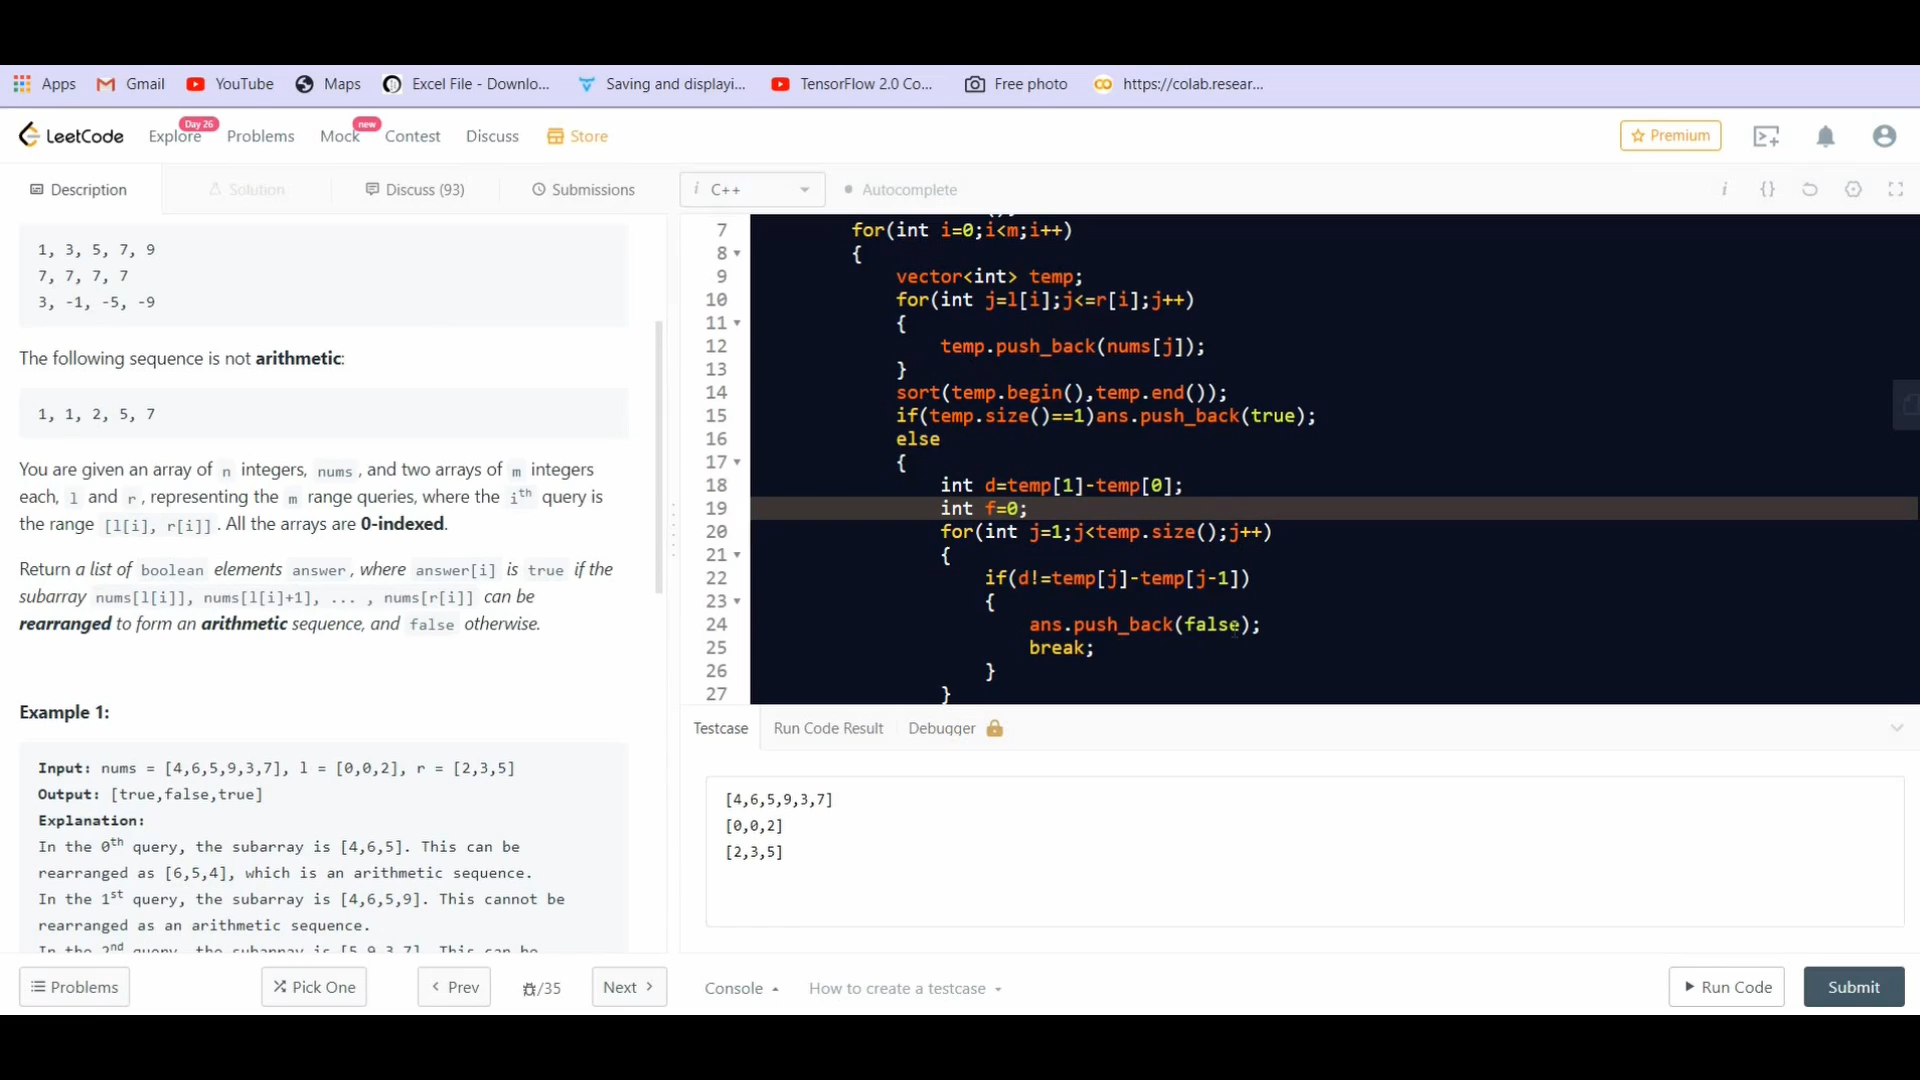 Apps Gmail YouTube Maps Excel File - Downlo... Saving and displayi... TensorFlow 2.0 Co... Free photo https://colab.resear...
LeetCode Explore Day 26 Problems Mock new Contest Discuss Store Premium
Description Solution Discuss (93) Submissions
i C++ Autocomplete
1, 3, 5, 7, 9
7, 7, 7, 7
3, -1, -5, -9
The following sequence is not arithmetic:
1, 1, 2, 5, 7
You are given an array of n integers, nums, and two arrays of m integers
each, l and r, representing the m range queries, where the ith query is
the range [l[i], r[i]]. All the arrays are 0-indexed.
Return a list of boolean elements answer, where answer[i] is true if the
subarray nums[l[i]], nums[l[i]+1], ... , nums[r[i]] can be
rearranged to form an arithmetic sequence, and false otherwise.
Example 1:
Input: nums = [4,6,5,9,3,7], l = [0,0,2], r = [2,3,5]
Output: [true,false,true]
Explanation:
In the 0th query, the subarray is [4,6,5]. This can be
rearranged as [6,5,4], which is an arithmetic sequence.
In the 1st query, the subarray is [4,6,5,9]. This cannot be
rearranged as an arithmetic sequence.
In the 2nd query, the subarray is [5,9,3,7]. This can be
7 for(int i=0;i<m;i++)
8 {
9 vector<int> temp;
10 for(int j=l[i];j<=r[i];j++)
11 {
12 temp.push_back(nums[j]);
13 }
14 sort(temp.begin(),temp.end());
15 if(temp.size()==1)ans.push_back(true);
16 else
17 {
18 int d=temp[1]-temp[0];
19 int f=0;
20 for(int j=1;j<temp.size();j++)
21 {
22 if(d!=temp[j]-temp[j-1])
23 {
24 ans.push_back(false);
25 break;
26 }
27 }
Testcase Run Code Result Debugger
[4,6,5,9,3,7]
[0,0,2]
[2,3,5]
Problems Pick One Prev /35 Next Console How to create a testcase Run Code Submit